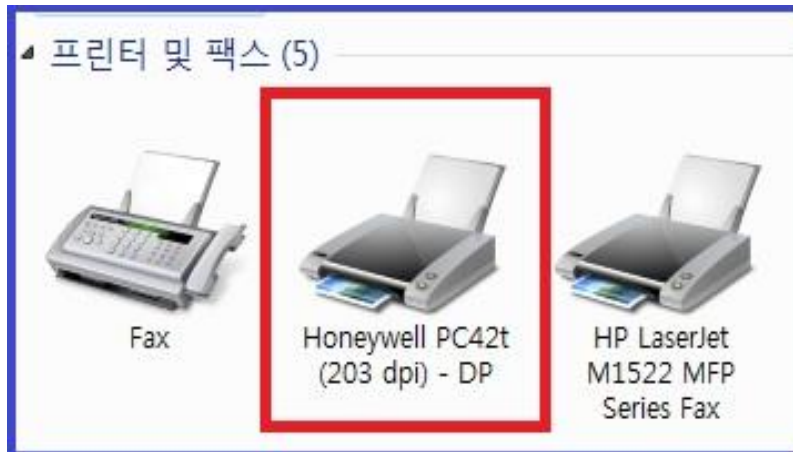 프린터 및 팩스 (5)
Fax
Honeywell PC42t
(203 dpi) - DP
HP LaserJet
M1522 MFP
Series Fax